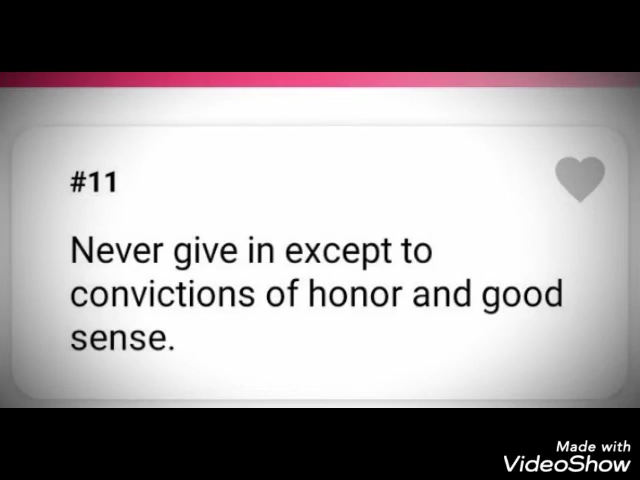 #11
Never give in except to
convictions of honor and good
sense.
Made with
VideoShow